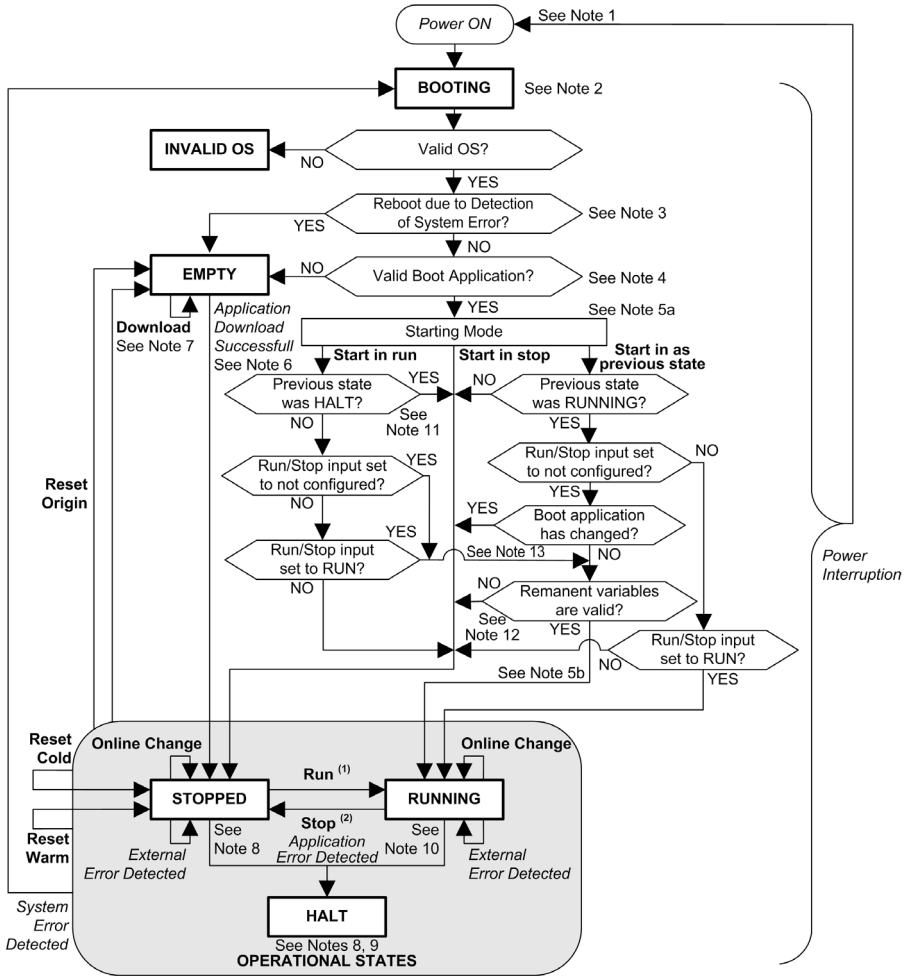 Power ON
See Note 1
BOOTING
See Note 2
INVALID OS
NO
Valid OS?
YES
Reboot due to Detection
of System Error?
See Note 3
YES
NO
EMPTY
NO
Valid Boot Application?
See Note 4
YES
See Note 5a
Download
See Note 7
Application
Download
Successfull
See Note 6
Starting Mode
Start in run
Start in stop
Start in as
previous state
Previous state
was HALT?
YES
See
Note 11
NO
NO
Previous state
was RUNNING?
YES
Run/Stop input set
to not configured?
YES
NO
Run/Stop input set
to not configured?
NO
YES
Reset
Origin
YES
Boot application
has changed?
NO
YES
Run/Stop input
set to RUN?
NO
See Note 13
NO
Remanent variables
are valid?
See
Note 12
YES
Run/Stop input
set to RUN?
NO
YES
See Note 5b
Power
Interruption
Reset
Cold
Online Change
Online Change
Run (1)
STOPPED
RUNNING
Stop (2)
Application
Error Detected
See
Note 8
See
Note 10
Reset
Warm
External
Error Detected
External
Error Detected
HALT
See Notes 8, 9
OPERATIONAL STATES
System
Error
Detected